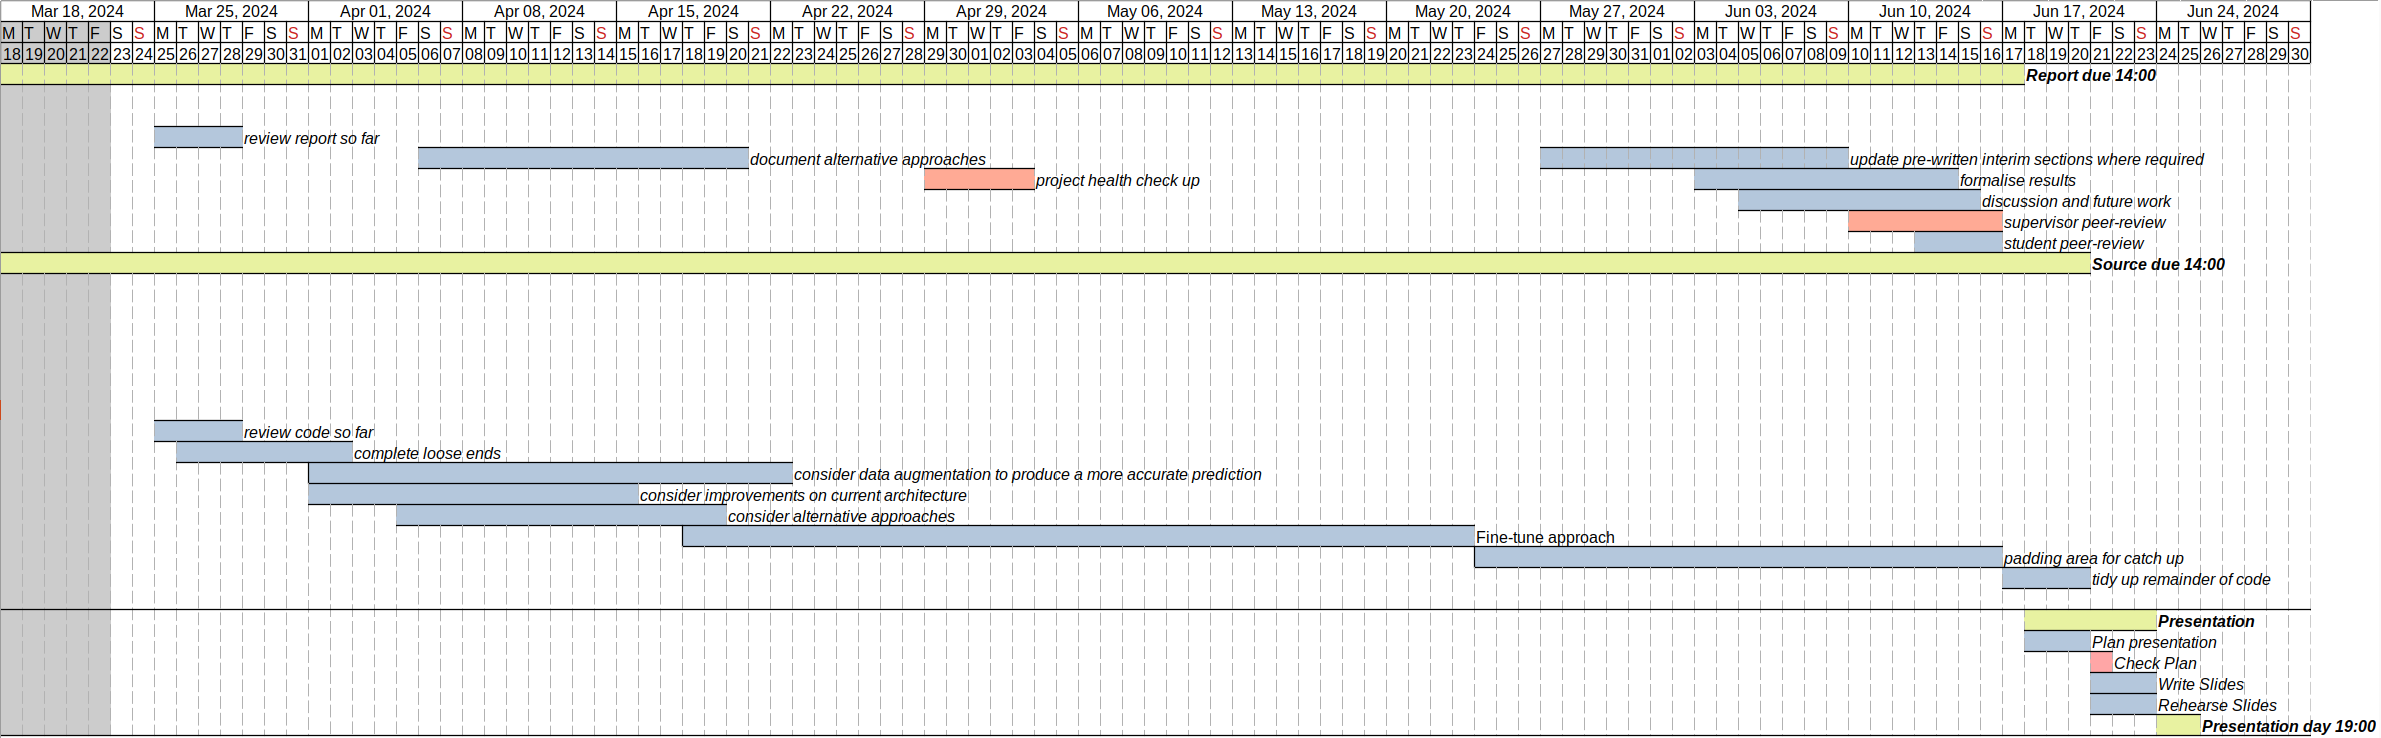 Mar 18, 2024 Mar 25, 2024 Apr 01, 2024 Apr 08, 2024 Apr 15, 2024 Apr 22, 2024 Apr 29, 2024 May 06, 2024 May 13, 2024 May 20, 2024 May 27, 2024 Jun 03, 2024 Jun 10, 2024 Jun 17, 2024 Jun 24, 2024
M T W T F S S M T W T F S S M T W T F S S M T W T F S S M T W T F S S M T W T F S S M T W T F S S M T W T F S S M T W T F S S M T W T F S S M T W T F S S M T W T F S S M T W T F S S M T W T F S S M T W T F S S
18 19 20 21 22 23 24 25 26 27 28 29 30 31 01 02 03 04 05 06 07 08 09 10 11 12 13 14 15 16 17 18 19 20 21 22 23 24 25 26 27 28 29 30 01 02 03 04 05 06 07 08 09 10 11 12 13 14 15 16 17 18 19 20 21 22 23 24 25 26 27 28 29 30 31 01 02 03 04 05 06 07 08 09 10 11 12 13 14 15 16 17 18 19 20 21 22 23 24 25 26 27 28 29 30
Report due 14:00
review report so far
document alternative approaches update pre-written interim sections where required
project health check up formalise results
discussion and future work
supervisor peer-review
student peer-review
Source due 14:00
review code so far
complete loose ends
consider data augmentation to produce a more accurate prediction
consider improvements on current architecture
consider alternative approaches
Fine-tune approach
padding area for catch up
tidy up remainder of code
Presentation
Plan presentation
Check Plan
Write Slides
Rehearse Slides
Presentation day 19:00